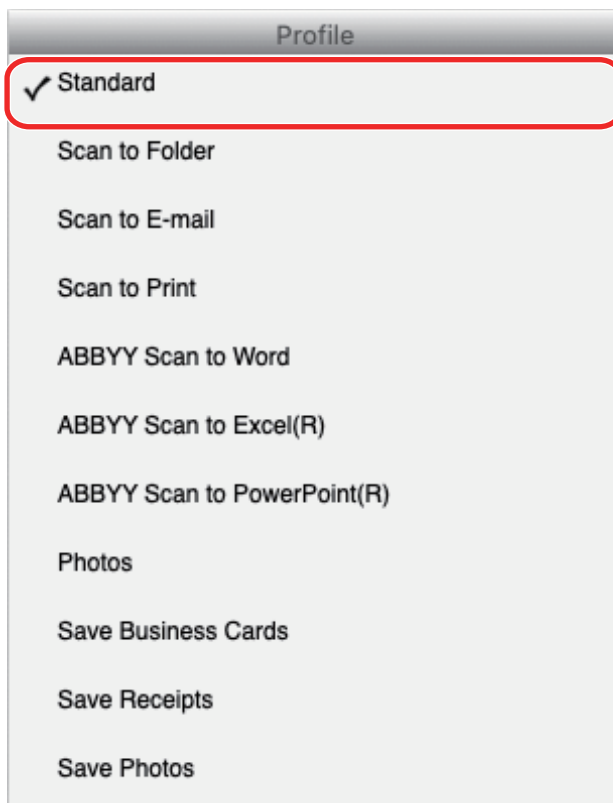 Profile
Standard
Scan to Folder
Scan to E-mail
Scan to Print
ABBYY Scan to Word
ABBYY Scan to Excel(R)
ABBYY Scan to PowerPoint(R)
Photos
Save Business Cards
Save Receipts
Save Photos